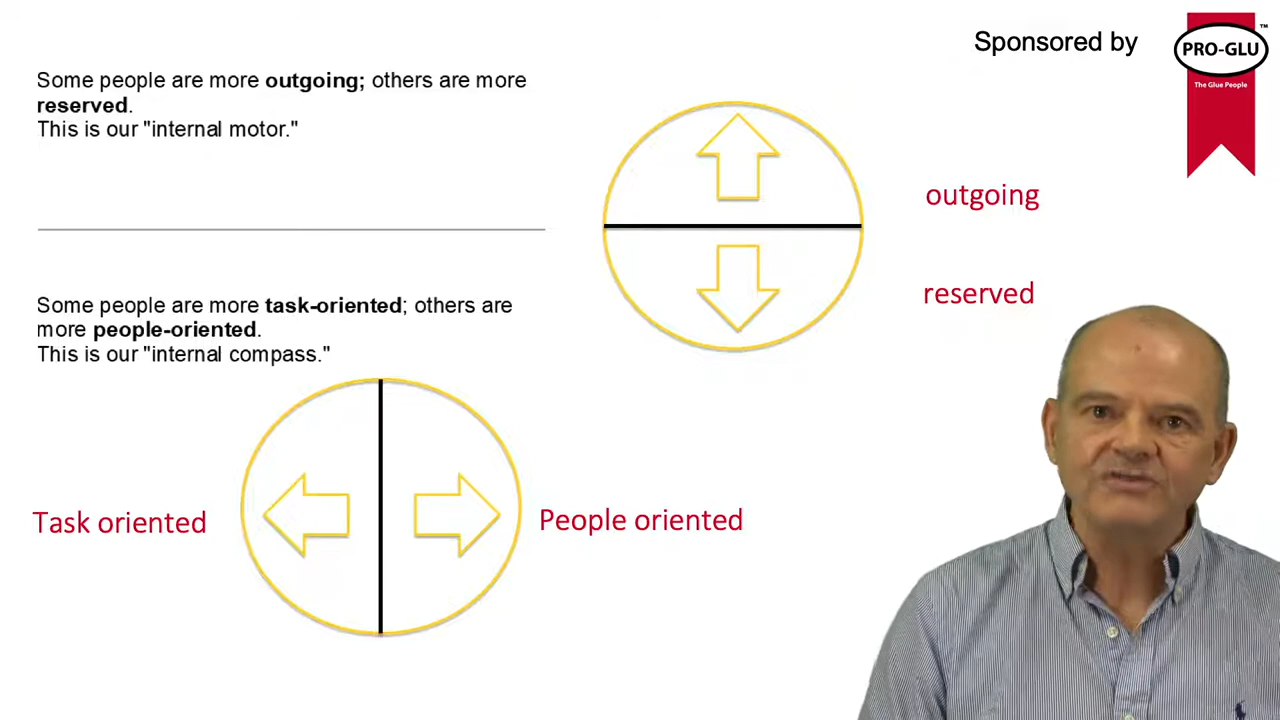 Sponsored by
PRO-GLU
™
The Glue People
Some people are more outgoing; others are more
reserved.
This is our "internal motor."
outgoing
reserved
Some people are more task-oriented; others are
more people-oriented.
This is our "internal compass."
Task oriented
People oriented